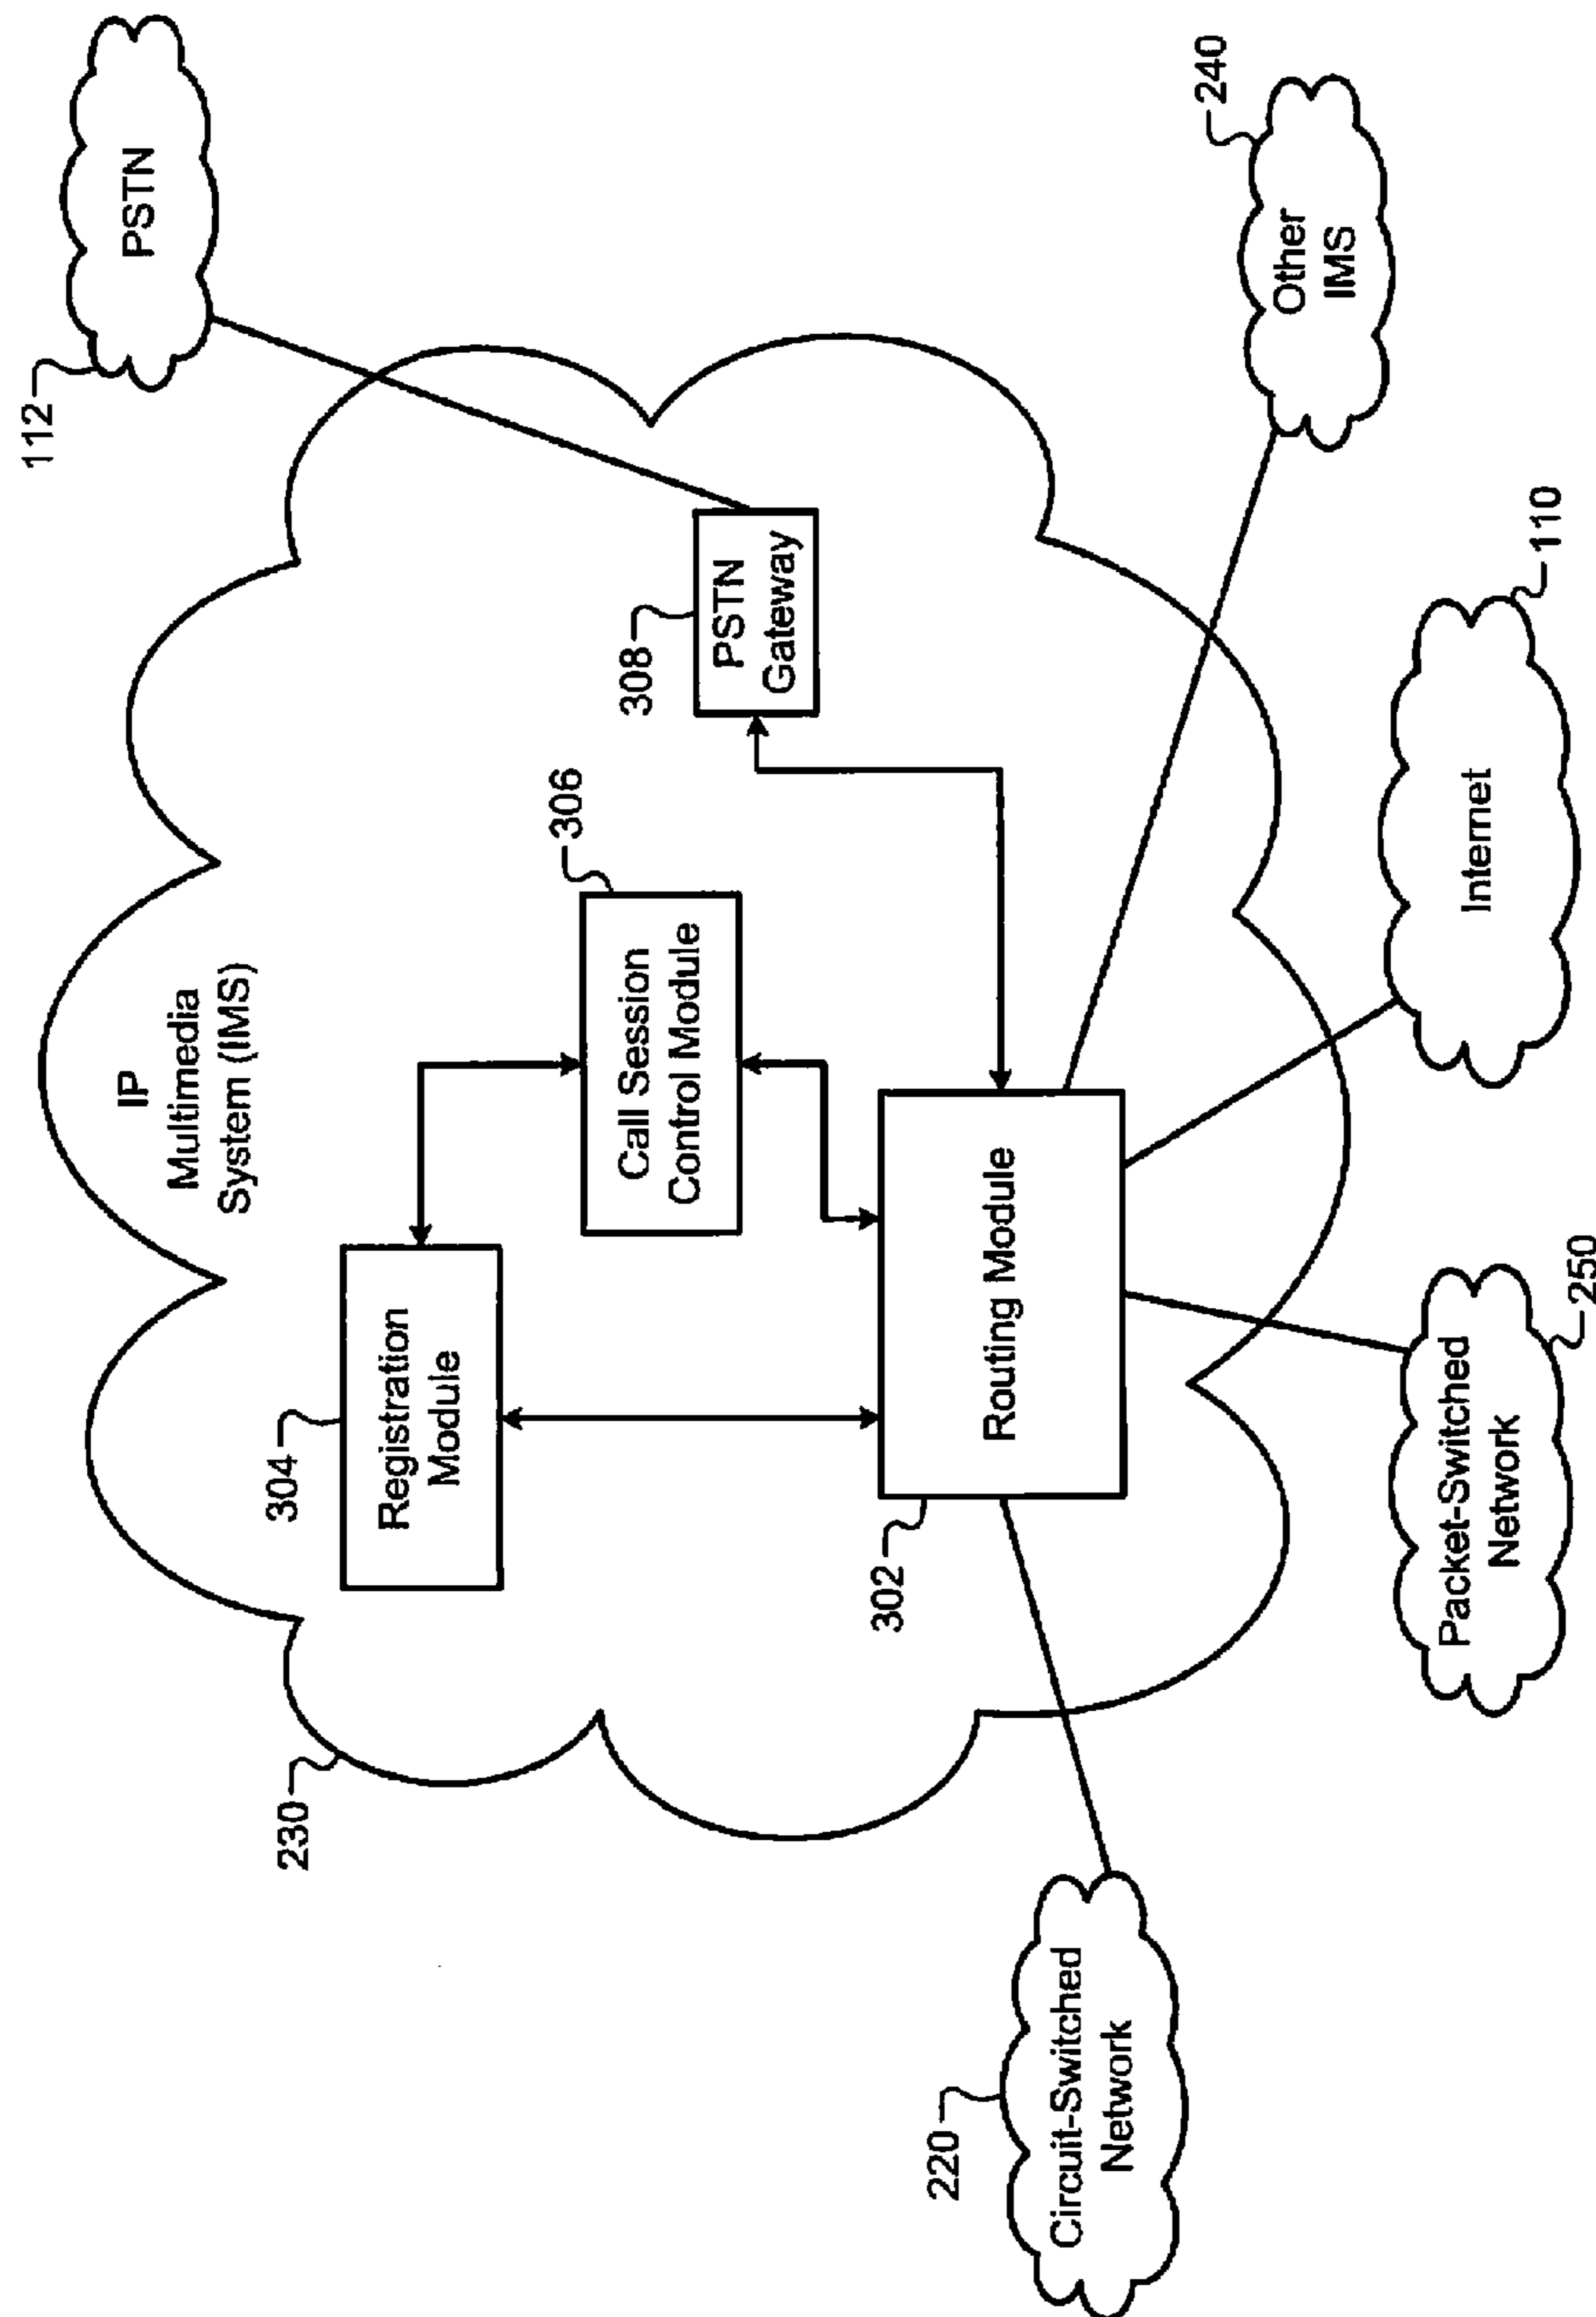 IP
Multimedia
System (IMS)
230
304
Registration
Module
306
Call Session
Control Module
308
PSTN
Gateway
112
PSTN
302
Routing Module
220
Circuit-Switched
Network
Packet-Switched
Network
250
Internet
110
Other
IMS
240